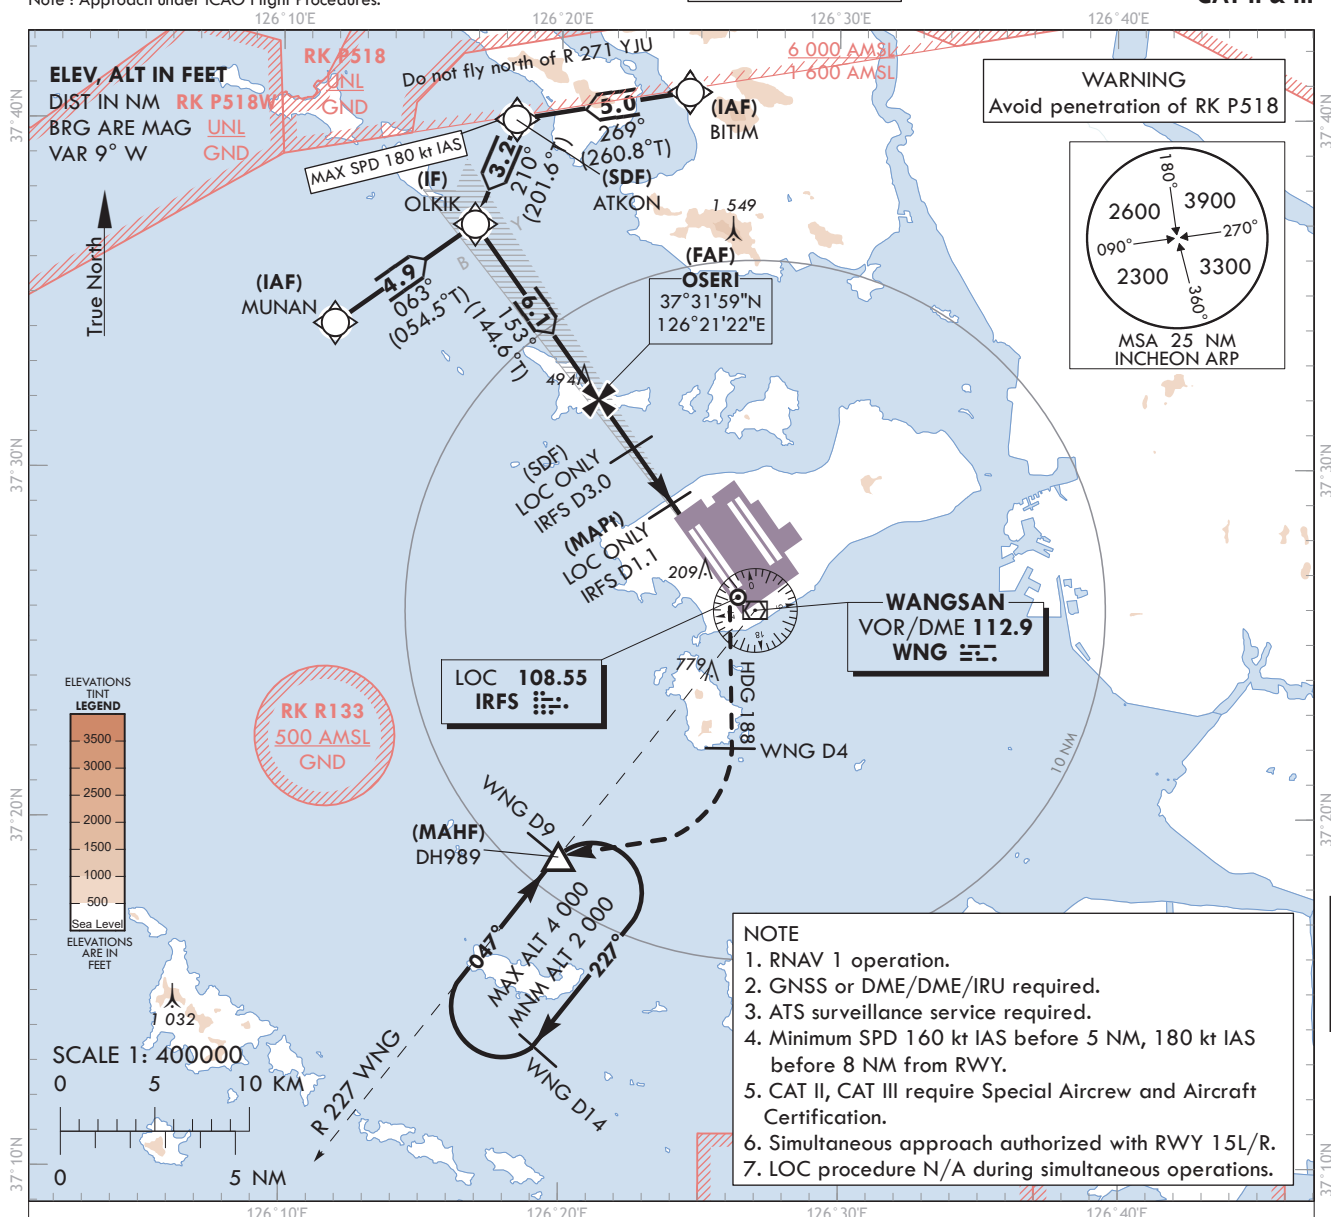 Note : Approach under ICAO Flight Procedures.
126°10'E
126°20'E
126°30'E
126°40'E
ELEV, ALT IN FEET
DIST IN NM
BRG ARE MAG
VAR 9° W
True North
RK P518W
UNL
GND
RK P518
UNL
GND
Do not fly north of R 271 YJU
6 000 AMSL
1 600 AMSL
WARNING
Avoid penetration of RK P518
37°40'N
37°40'N
5.0
269°
(260.8°T)
(IAF)
BITIM
MAX SPD 180 kt IAS
3.2
210°
(201.6°T)
(SDF)
ATKON
(IF)
OLKIK
1 549
180°
2600
3900
090°
270°
2300
3300
360°
MSA 25 NM
INCHEON ARP
(IAF)
MUNAN
4.9
063°
(054.5°T)
B
Y
6.1
153°
(144.6°T)
(FAF)
OSERI
37°31'59"N
126°21'22"E
494
37°30'N
37°30'N
(SDF)
LOC ONLY
IRFS D3.0
(MAPt)
LOC ONLY
IRFS D1.1
209
0
18
WANGSAN
VOR/DME 112.9
WNG
LOC 108.55
IRFS
779
HDG 188
WNG D4
10 NM
RK R133
500 AMSL
GND
ELEVATIONS
TINT
LEGEND
3500
3000
2500
2000
1500
1000
500
Sea Level
ELEVATIONS
ARE IN
FEET
37°20'N
37°20'N
WNG D9
(MAHF)
DH989
047°
MAX ALT 4 000
MNM ALT 2 000
227°
WNG D14
R 227 WNG
1 032
SCALE 1: 400000
0 5 10 KM
0 5 NM
NOTE
1. RNAV 1 operation.
2. GNSS or DME/DME/IRU required.
3. ATS surveillance service required.
4. Minimum SPD 160 kt IAS before 5 NM, 180 kt IAS
before 8 NM from RWY.
5. CAT II, CAT III require Special Aircrew and Aircraft
Certification.
6. Simultaneous approach authorized with RWY 15L/R.
7. LOC procedure N/A during simultaneous operations.
37°10'N
37°10'N
126°10'E
126°20'E
126°30'E
126°40'E